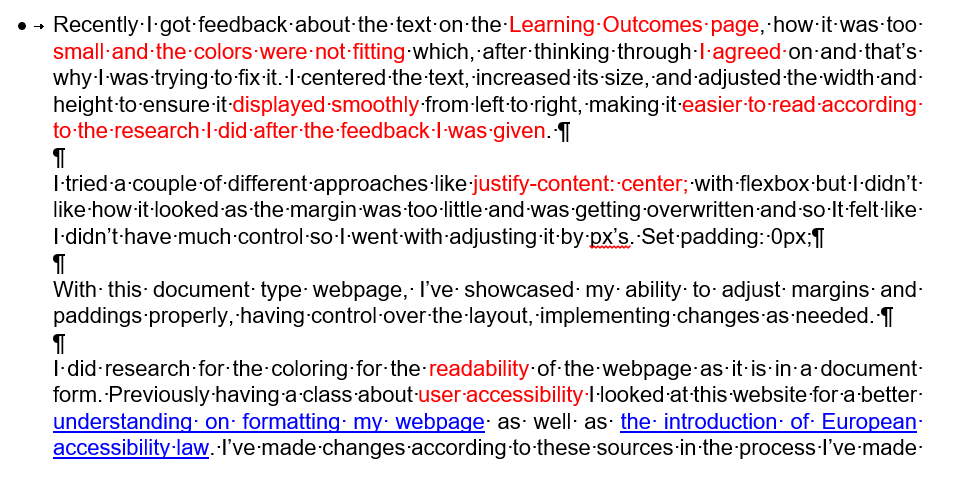 Recently I got feedback about the text on the Learning Outcomes page, how it was too
small and the colors were not fitting which, after thinking through I agreed on and that’s
why I was trying to fix it. I centered the text, increased its size, and adjusted the width and
height to ensure it displayed smoothly from left to right, making it easier to read according
to the research I did after the feedback I was given. ¶
¶
I tried a couple of different approaches like justify-content: center; with flexbox but I didn’t
like how it looked as the margin was too little and was getting overwritten and so It felt like
I didn’t have much control so I went with adjusting it by px’s. Set padding: 0px;¶
¶
With this document type webpage, I’ve showcased my ability to adjust margins and
paddings properly, having control over the layout, implementing changes as needed. ¶
¶
I did research for the coloring for the readability of the webpage as it is in a document
form. Previously having a class about user accessibility I looked at this website for a better
understanding on formatting my webpage as well as the introduction of European
accessibility law. I’ve made changes according to these sources in the process I’ve made